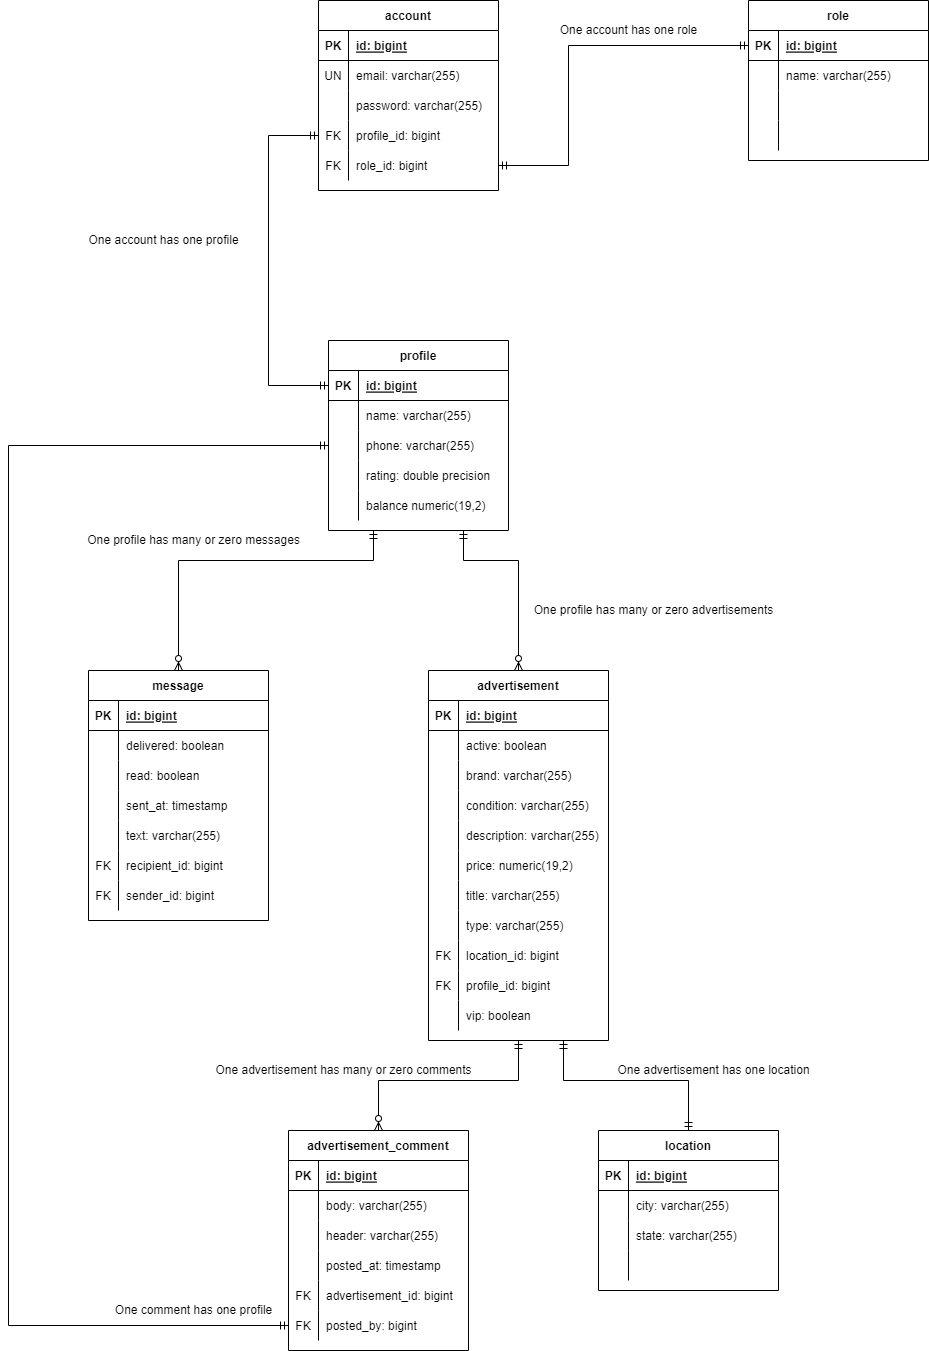 account
PK id: bigint
UN email: varchar(255)
password: varchar(255)
FK profile_id: bigint
FK role_id: bigint
One account has one role
role
PK id: bigint
name: varchar(255)
One account has one profile
profile
PK id: bigint
name: varchar(255)
phone: varchar(255)
rating: double precision
balance numeric(19,2)
One profile has many or zero messages
One profile has many or zero advertisements
message
PK id: bigint
delivered: boolean
read: boolean
sent_at: timestamp
text: varchar(255)
FK recipient_id: bigint
FK sender_id: bigint
advertisement
PK id: bigint
active: boolean
brand: varchar(255)
condition: varchar(255)
description: varchar(255)
price: numeric(19,2)
title: varchar(255)
type: varchar(255)
FK location_id: bigint
FK profile_id: bigint
vip: boolean
One advertisement has many or zero comments
One advertisement has one location
advertisement_comment
PK id: bigint
body: varchar(255)
header: varchar(255)
posted_at: timestamp
FK advertisement_id: bigint
FK posted_by: bigint
One comment has one profile
location
PK id: bigint
city: varchar(255)
state: varchar(255)